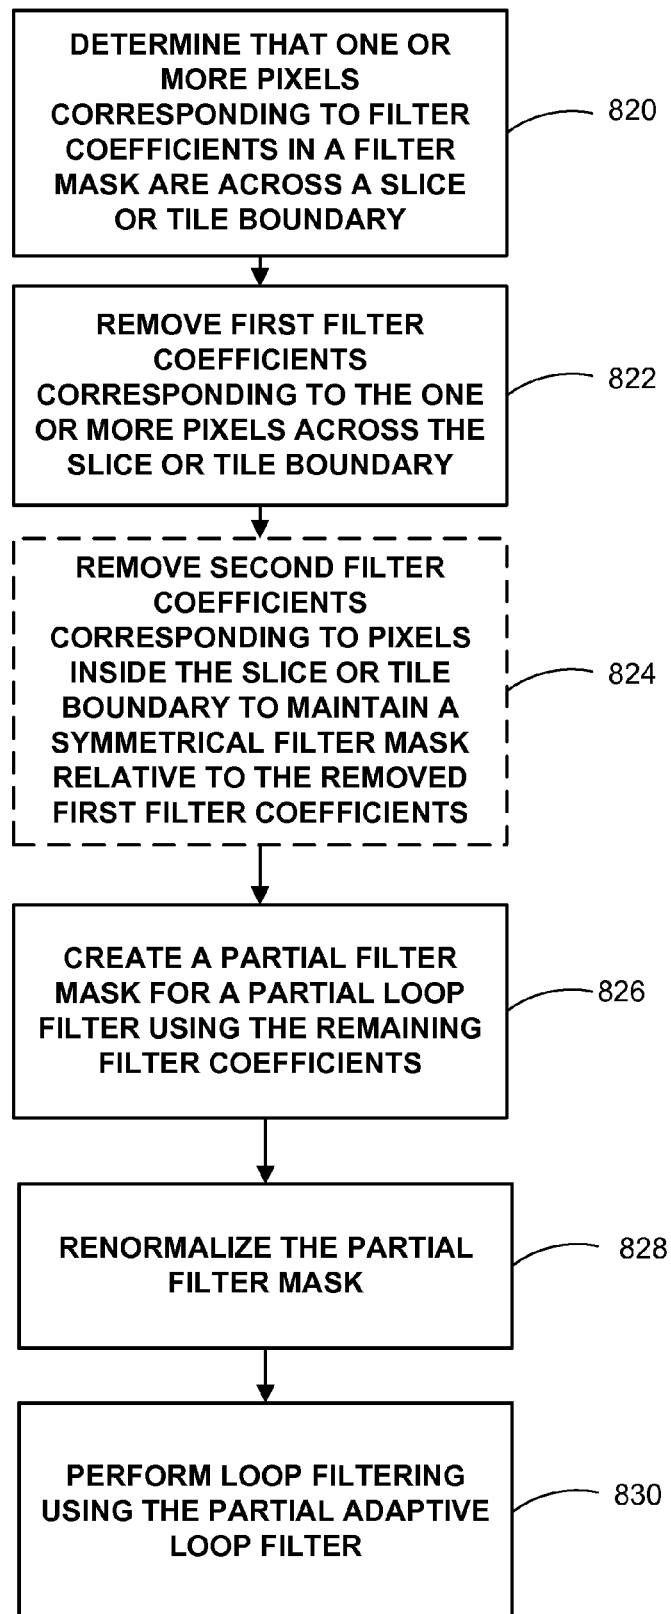 DETERMINE THAT ONE OR
MORE PIXELS
CORRESPONDING TO FILTER
COEFFICIENTS IN A FILTER
MASK ARE ACROSS A SLICE
OR TILE BOUNDARY
820
REMOVE FIRST FILTER
COEFFICIENTS
CORRESPONDING TO THE ONE
OR MORE PIXELS ACROSS THE
SLICE OR TILE BOUNDARY
822
REMOVE SECOND FILTER
COEFFICIENTS
CORRESPONDING TO PIXELS
INSIDE THE SLICE OR TILE
BOUNDARY TO MAINTAIN A
SYMMETRICAL FILTER MASK
RELATIVE TO THE REMOVED
FIRST FILTER COEFFICIENTS
824
CREATE A PARTIAL FILTER
MASK FOR A PARTIAL LOOP
FILTER USING THE REMAINING
FILTER COEFFICIENTS
826
RENORMALIZE THE PARTIAL
FILTER MASK
828
PERFORM LOOP FILTERING
USING THE PARTIAL ADAPTIVE
LOOP FILTER
830